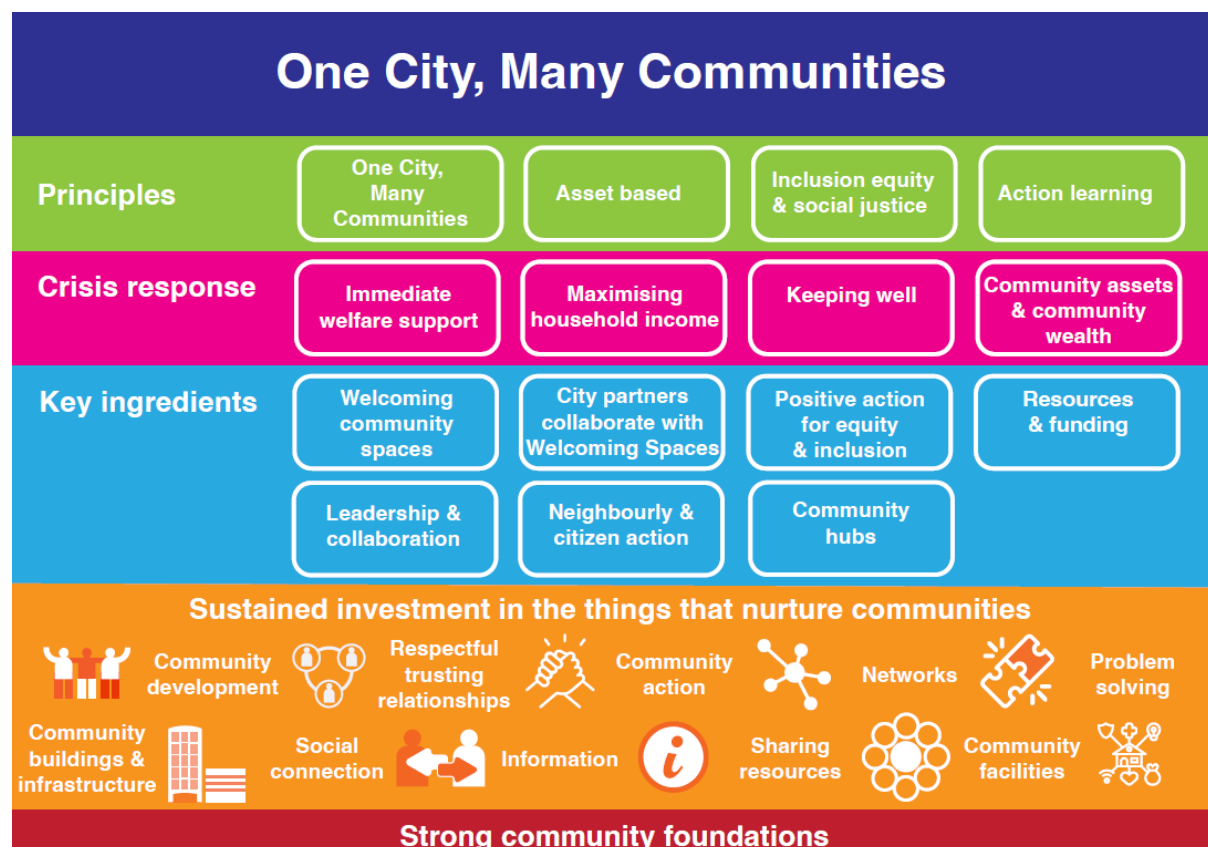 One City, Many Communities
Principles
One City,
Many
Communities
Asset based
Inclusion equity
& social justice
Action learning
Crisis response
Immediate
welfare support
Maximising
household income
Keeping well
Community assets
& community
wealth
Key ingredients
Welcoming
community
spaces
City partners
collaborate with
Welcoming Spaces
Positive action
for equity
& inclusion
Resources
& funding
Leadership &
collaboration
Neighbourly &
citizen action
Community
hubs
Sustained investment in the things that nurture communities
Community
development
Respectful
trusting
relationships
Community
action
Networks
Problem
solving
Community
buildings &
infrastructure
Social
connection
Information
i
Sharing
resources
Community
facilities
Strong community foundations